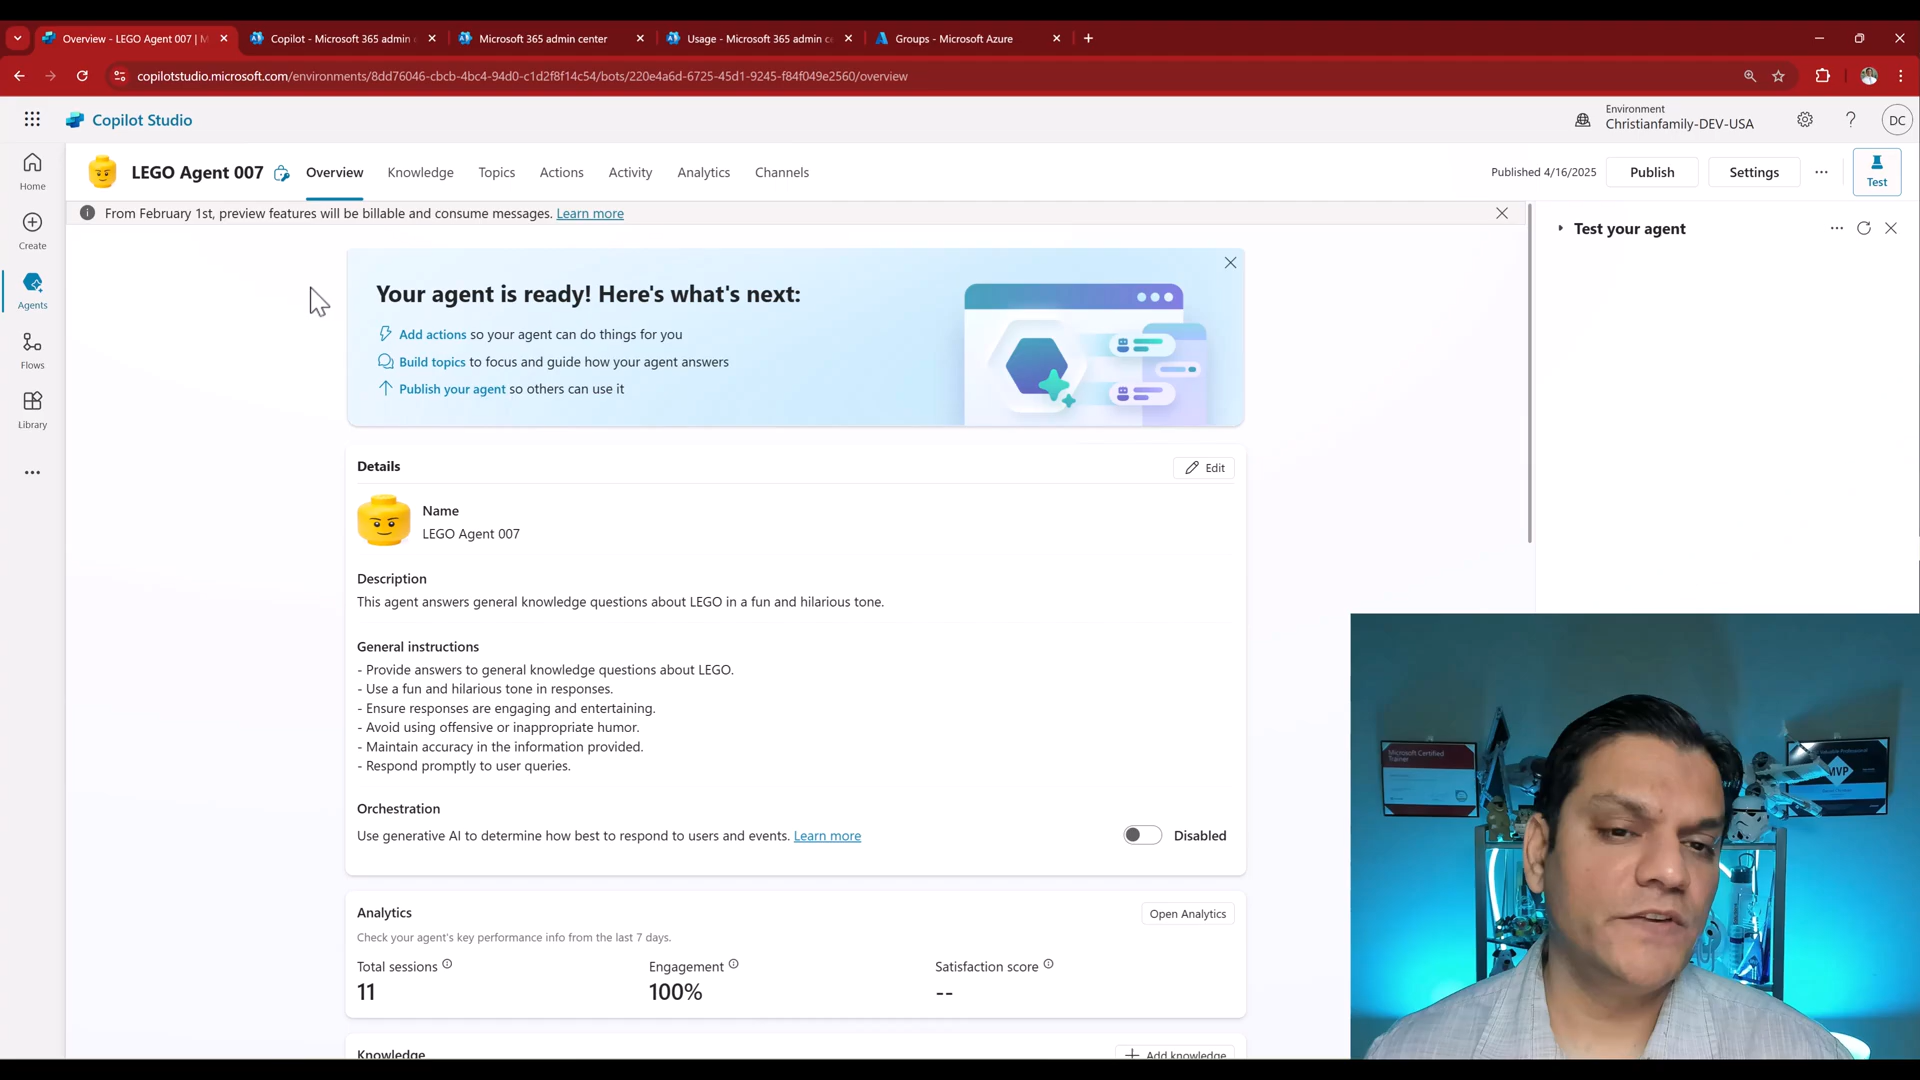 Overview - LEGO Agent 007 | M
Copilot - Microsoft 365 admin
Microsoft 365 admin center
Usage - Microsoft 365 admin ce
Groups - Microsoft Azure
copilotstudio.microsoft.com/environments/8dd76046-cbcb-4bc4-94d0-c1d2f8f14c54/bots/220e4a6d-6725-45d1-9245-f84f049e2560/overview
Copilot Studio
Environment
Christianfamily-DEV-USA
DC
Home
Create
Agents
Flows
Library
LEGO Agent 007
Overview
Knowledge
Topics
Actions
Activity
Analytics
Channels
Published 4/16/2025
Publish
Settings
Test
From February 1st, preview features will be billable and consume messages. Learn more
Test your agent
Your agent is ready! Here's what's next:
Add actions so your agent can do things for you
Build topics to focus and guide how your agent answers
Publish your agent so others can use it
Details
Edit
Name
LEGO Agent 007
Description
This agent answers general knowledge questions about LEGO in a fun and hilarious tone.
General instructions
- Provide answers to general knowledge questions about LEGO.
- Use a fun and hilarious tone in responses.
- Ensure responses are engaging and entertaining.
- Avoid using offensive or inappropriate humor.
- Maintain accuracy in the information provided.
- Respond promptly to user queries.
Orchestration
Use generative AI to determine how best to respond to users and events. Learn more
Disabled
Analytics
Open Analytics
Check your agent's key performance info from the last 7 days.
Total sessions
Engagement
Satisfaction score
11
100%
--
Knowledge
Add knowledge
Microsoft Certified
Trainer
MVP